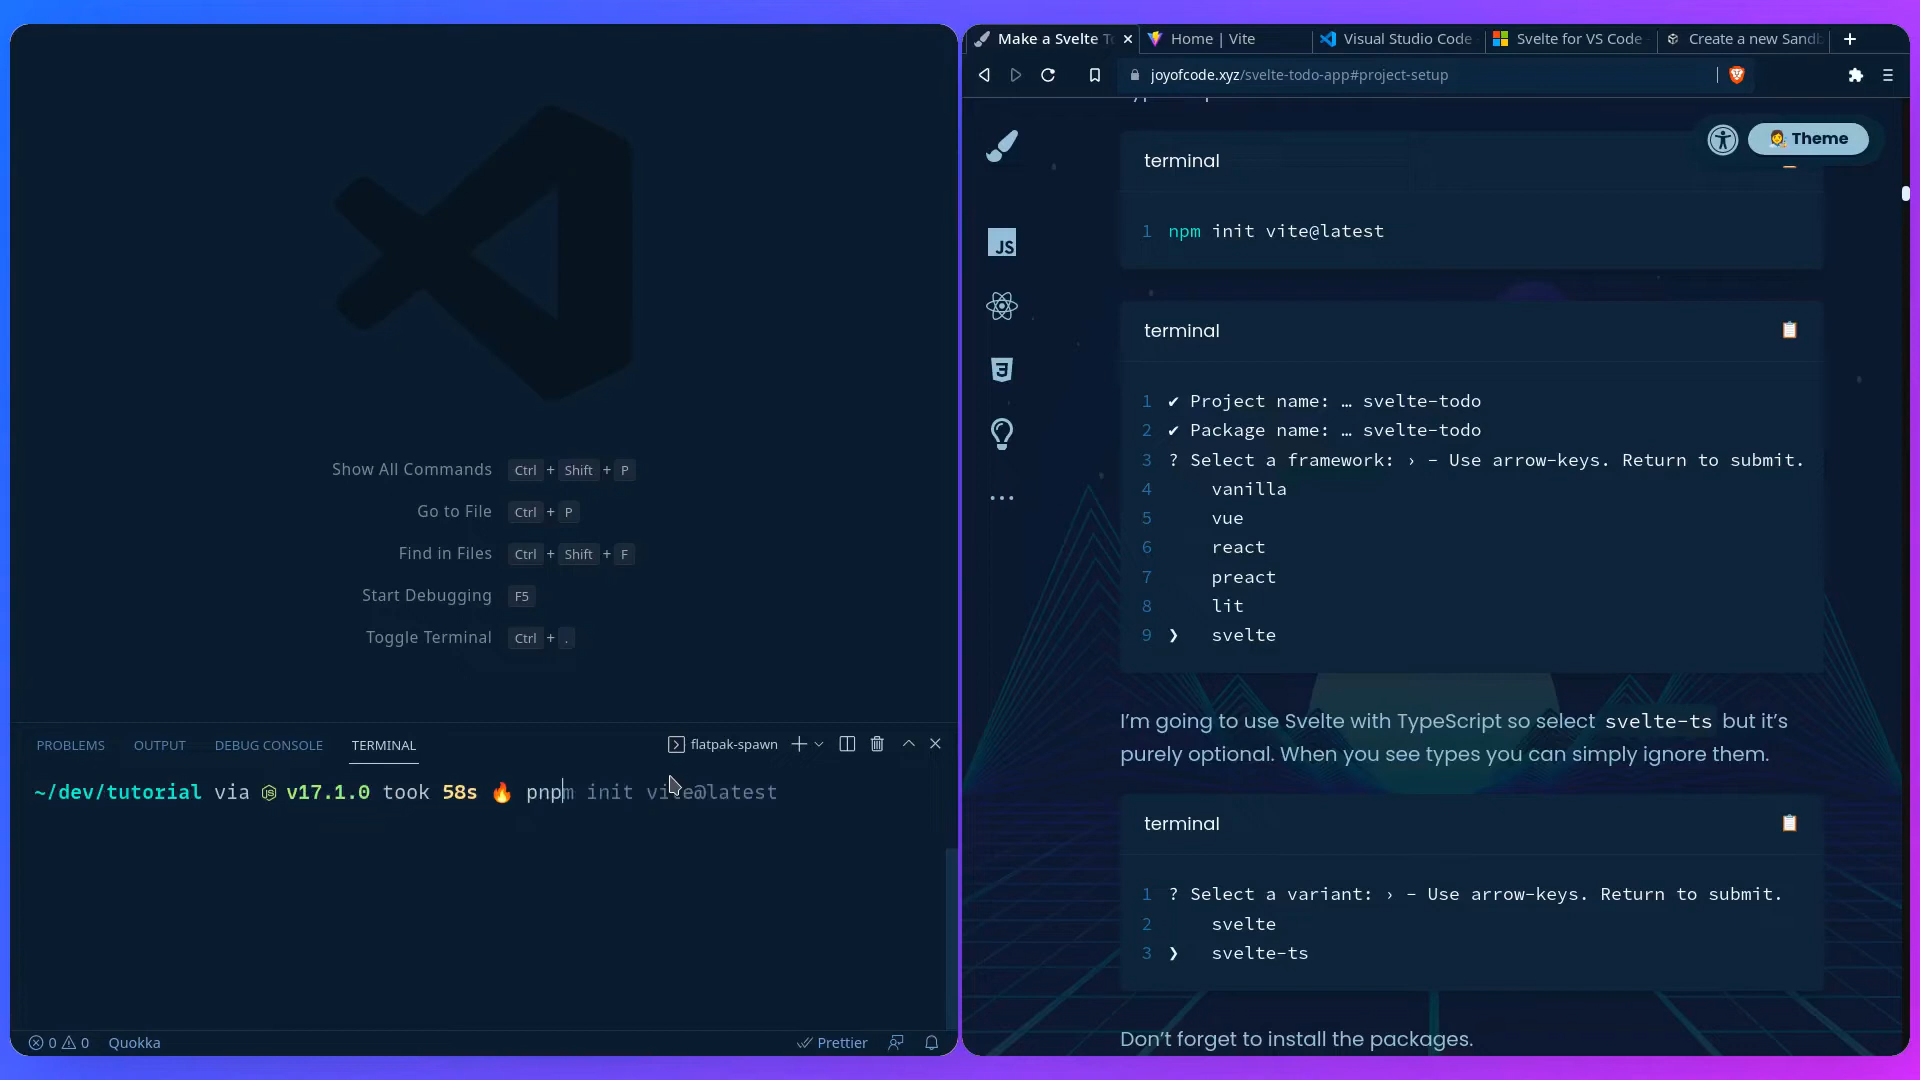 Show All Commands Ctrl + Shift + P
Go to File Ctrl + P
Find in Files Ctrl + Shift + F
Start Debugging F5
Toggle Terminal Ctrl + .
PROBLEMS OUTPUT DEBUG CONSOLE TERMINAL
flatpak-spawn
~/dev/tutorial via v17.1.0 took 58s 🔥 pnpm init vite@latest
0 0 Quokka
Prettier
Make a Svelte To
Home | Vite
Visual Studio Code
Svelte for VS Code
Create a new Sandb
joyofcode.xyz/svelte-todo-app#project-setup
JS
Theme
terminal
1 npm init vite@latest
terminal
1 ✔ Project name: … svelte-todo
2 ✔ Package name: … svelte-todo
3 ? Select a framework: › - Use arrow-keys. Return to submit.
4 vanilla
5 vue
6 react
7 preact
8 lit
9 ❯ svelte
I'm going to use Svelte with TypeScript so select svelte-ts but it's
purely optional. When you see types you can simply ignore them.
terminal
1 ? Select a variant: › - Use arrow-keys. Return to submit.
2 svelte
3 ❯ svelte-ts
Don't forget to install the packages.